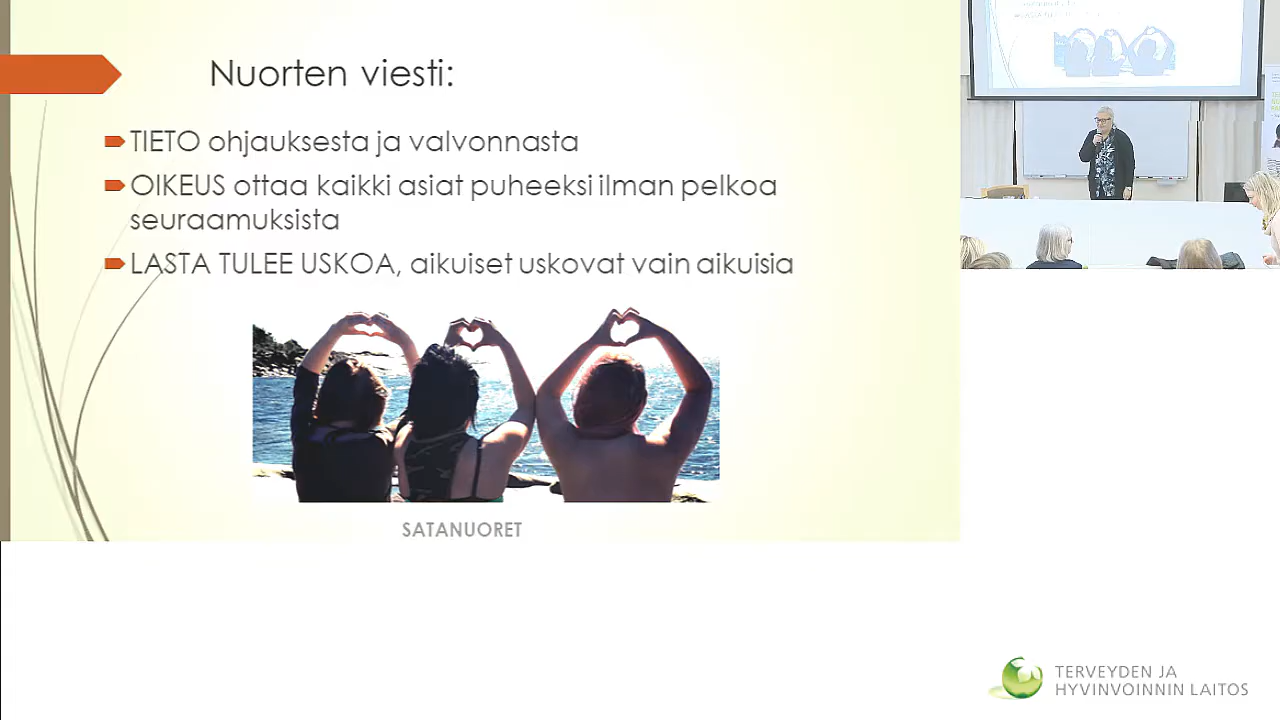 Nuorten viesti:
TIETO ohjauksesta ja valvonnasta
OIKEUS ottaa kaikki asiat puheeksi ilman pelkoa
seuraamuksista
LASTA TULEE USKOA, aikuiset uskovat vain aikuisia
SATANUORET
TERVEYDEN JA
HYVINVOINNIN LAITOS